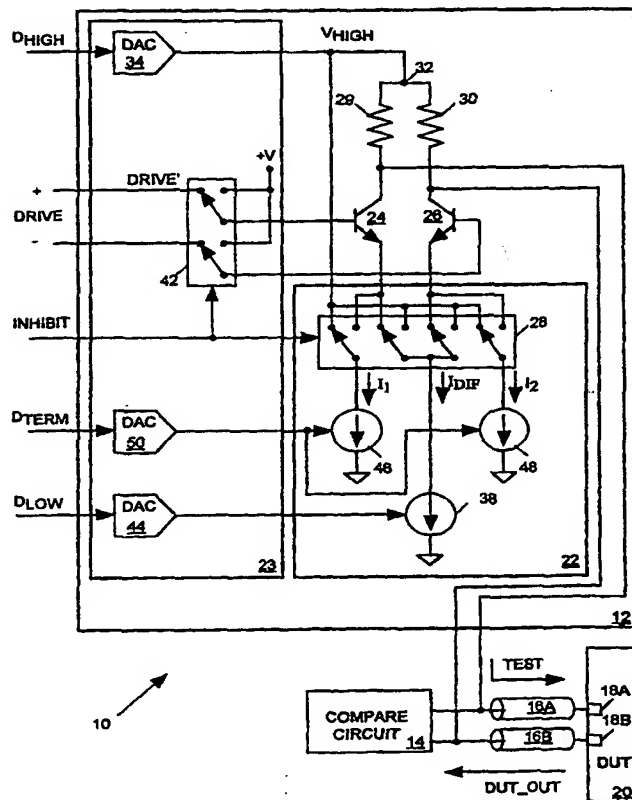 DHIGH
DAC
34
VHIGH
32
29
30
+V
+
DRIVE'
DRIVE
-
24
26
42
INHIBIT
28
I1
IDIF
I2
DTERM
DAC
50
46
48
DLOW
DAC
44
38
23
22
12
10
TEST
COMPARE
CIRCUIT
14
16A
16B
18A
18B
DUT
DUT_OUT
20